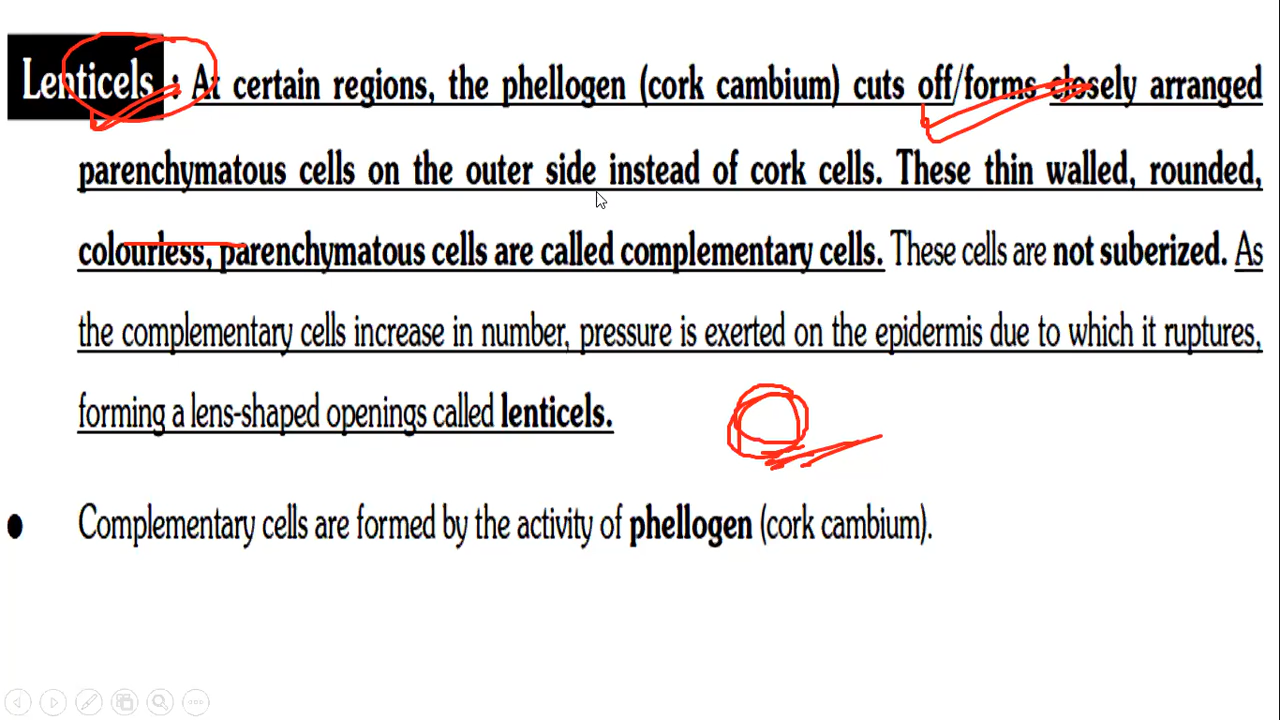 Lenticels : At certain regions, the phellogen (cork cambium) cuts off/forms closely arranged
parenchymatous cells on the outer side instead of cork cells. These thin walled, rounded,
colourless, parenchymatous cells are called complementary cells. These cells are not suberized. As
the complementary cells increase in number, pressure is exerted on the epidermis due to which it ruptures,
forming a lens-shaped openings called lenticels.
● Complementary cells are formed by the activity of phellogen (cork cambium).